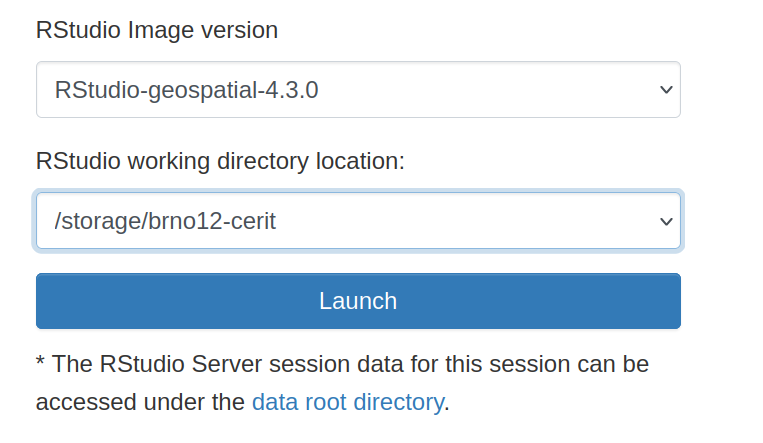 RStudio Image version
RStudio-geospatial-4.3.0
RStudio working directory location:
/storage/brno12-cerit
Launch
* The RStudio Server session data for this session can be
accessed under the data root directory.